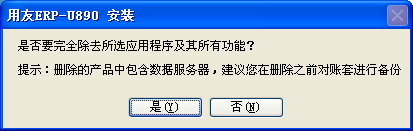 用友ERP-U890 安装
是否要完全除去所选应用程序及其所有功能？
提示：删除的产品中包含数据服务器，建议您在删除之前对账套进行备份
是(Y)
否(N)